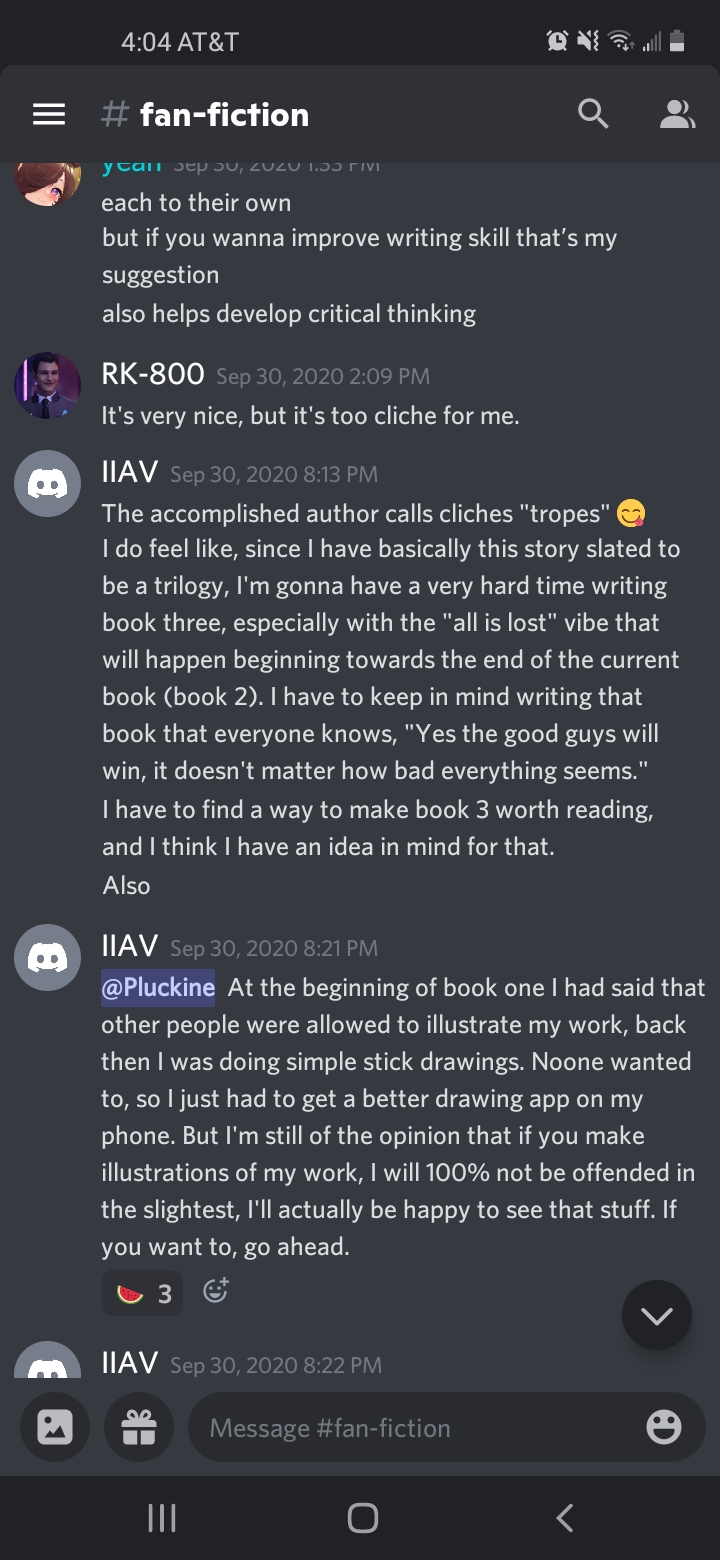 4:04 AT&T
# fan-fiction
yeah Sep 30, 2020 1:33 PM
each to their own
but if you wanna improve writing skill that's my
suggestion
also helps develop critical thinking
RK-800 Sep 30, 2020 2:09 PM
It's very nice, but it's too cliche for me.
IIAV Sep 30, 2020 8:13 PM
The accomplished author calls cliches "tropes" 😋
I do feel like, since I have basically this story slated to
be a trilogy, I'm gonna have a very hard time writing
book three, especially with the "all is lost" vibe that
will happen beginning towards the end of the current
book (book 2). I have to keep in mind writing that
book that everyone knows, "Yes the good guys will
win, it doesn't matter how bad everything seems."
I have to find a way to make book 3 worth reading,
and I think I have an idea in mind for that.
Also
IIAV Sep 30, 2020 8:21 PM
@Pluckine At the beginning of book one I had said that
other people were allowed to illustrate my work, back
then I was doing simple stick drawings. Noone wanted
to, so I just had to get a better drawing app on my
phone. But I'm still of the opinion that if you make
illustrations of my work, I will 100% not be offended in
the slightest, I'll actually be happy to see that stuff. If
you want to, go ahead.
🍉 3
IIAV Sep 30, 2020 8:22 PM
Message #fan-fiction